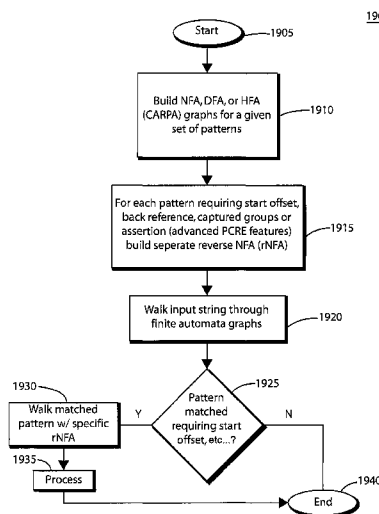 Start
1905
Build NFA, DFA, or HFA
(CARPA) graphs for a given
set of patterns
1910
For each pattern requiring start offset,
back reference, captured groups or
assertion (advanced PCRE features)
build seperate reverse NFA (rNFA)
1915
Walk input string through
finite automata graphs
1920
1925
Pattern
matched
requiring start
offset, etc...?
Y
N
1930
Walk matched
pattern w/ specific
rNFA
1935
Process
1940
End